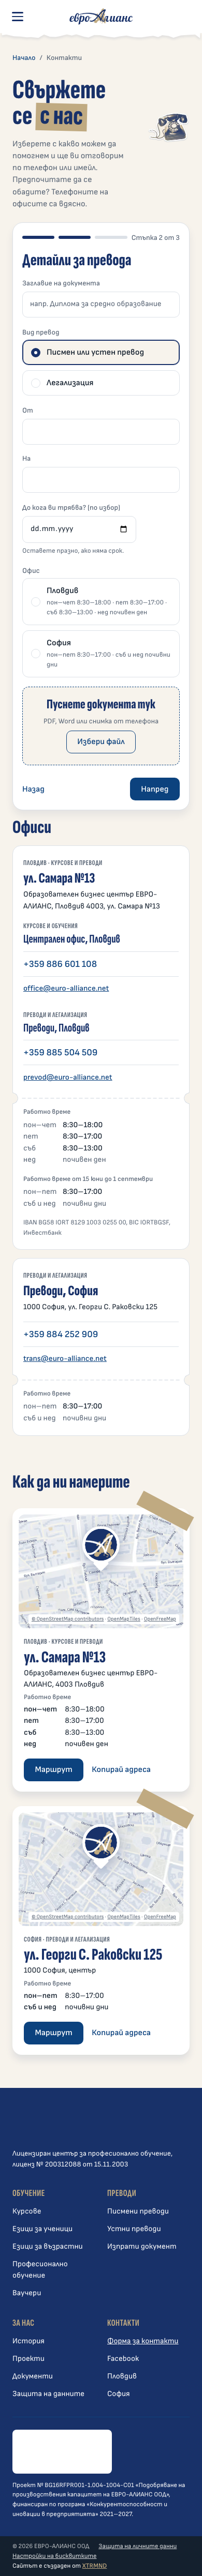 евроАлианс
Начало / Контакти
Свържете
се с нас
Изберете с какво можем да
помогнем и ще ви отговорим
по телефон или имейл.
Предпочитате да се
обадите? Телефоните на
офисите са вдясно.
Стъпка 2 от 3
Детайли за превода
Заглавие на документа
напр. Диплома за средно образование
Вид превод
Писмен или устен превод
Легализация
От
На
До кога ви трябва? (по избор)
дд.мм.гггг
Оставете празно, ако няма срок.
Офис
Пловдив
пон–чет 8:30–18:00 · пет 8:30–17:00 ·
съб 8:30–13:00 · нед почивен ден
София
пон–пет 8:30–17:00 · съб и нед почивни
дни
Пуснете документа тук
PDF, Word или снимка от телефона
Избери файл
Назад
Напред
Офиси
ПЛОВДИВ · КУРСОВЕ И ПРЕВОДИ
ул. Самара №13
Образователен бизнес център ЕВРО-
АЛИАНС, Пловдив 4003, ул. Самара №13
КУРСОВЕ И ОБУЧЕНИЯ
Централен офис, Пловдив
+359 886 601 108
office@euro-alliance.net
ПРЕВОДИ И ЛЕГАЛИЗАЦИЯ
Преводи, Пловдив
+359 885 504 509
prevod@euro-alliance.net
Работно време
пон–чет 8:30–18:00
пет 8:30–17:00
съб 8:30–13:00
нед почивен ден
Работно време от 15 юни до 1 септември
пон–пет 8:30–17:00
съб и нед почивни дни
IBAN BG58 IORT 8129 1003 0255 00, BIC IORTBGSF,
Инвестбанк
ПРЕВОДИ И ЛЕГАЛИЗАЦИЯ
Преводи, София
1000 София, ул. Георги С. Раковски 125
+359 884 252 909
trans@euro-alliance.net
Работно време
пон–пет 8:30–17:00
съб и нед почивни дни
Как да ни намерите
© OpenStreetMap contributors OpenMapTiles OpenFreeMap
ПЛОВДИВ · КУРСОВЕ И ПРЕВОДИ
ул. Самара №13
Образователен бизнес център ЕВРО-
АЛИАНС, 4003 Пловдив
Работно време
пон–чет 8:30–18:00
пет 8:30–17:00
съб 8:30–13:00
нед почивен ден
Маршрут Копирай адреса
© OpenStreetMap contributors OpenMapTiles OpenFreeMap
СОФИЯ · ПРЕВОДИ И ЛЕГАЛИЗАЦИЯ
ул. Георги С. Раковски 125
1000 София, център
Работно време
пон–пет 8:30–17:00
съб и нед почивни дни
Маршрут Копирай адреса
Лицензиран център за професионално обучение,
лиценз № 200312088 от 15.11.2003
ОБУЧЕНИЕ
Курсове
Езици за ученици
Езици за възрастни
Професионално
обучение
Ваучери
ПРЕВОДИ
Писмени преводи
Устни преводи
Изпрати документ
ЗА НАС
История
Проекти
Документи
Защита на данните
КОНТАКТИ
Форма за контакти
Facebook
Пловдив
София
Проект № BG16RFPR001-1.004-1004-C01 «Подобряване на
производствения капацитет на ЕВРО-АЛИАНС ООД»,
финансиран по програма «Конкурентоспособност и
иновации в предприятията» 2021–2027.
© 2026 ЕВРО-АЛИАНС ООД Защита на личните данни
Настройки на бисквитките
Сайтът е създаден от XTRMND